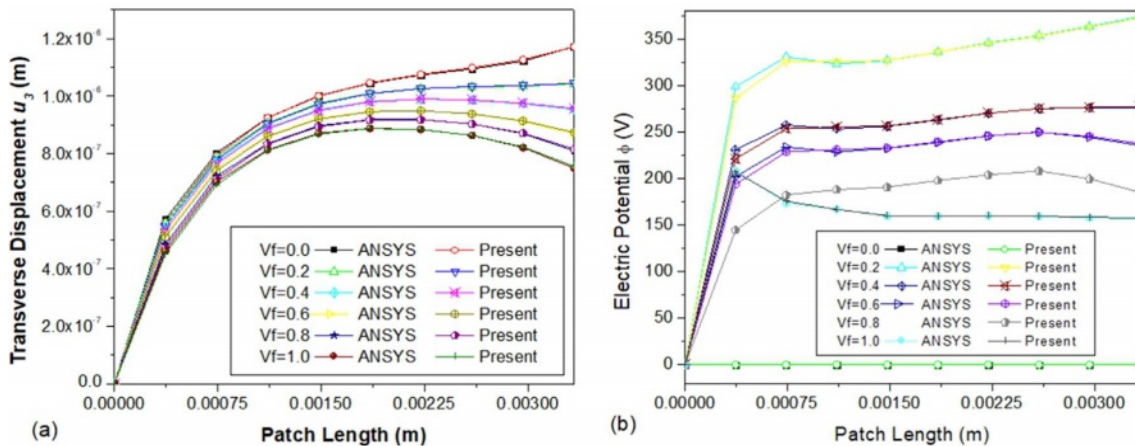 1.2x10⁻⁶
1.0x10⁻⁶
8.0x10⁻⁷
6.0x10⁻⁷
4.0x10⁻⁷
2.0x10⁻⁷
0.0
Transverse Displacement u₃ (m)
Vf=0.0 ANSYS Present
Vf=0.2 ANSYS Present
Vf=0.4 ANSYS Present
Vf=0.6 ANSYS Present
Vf=0.8 ANSYS Present
Vf=1.0 ANSYS Present
0.00000 0.00075 0.00150 0.00225 0.00300
(a)
Patch Length (m)
350
300
250
200
150
100
50
0
Electric Potential ϕ (V)
Vf=0.0 ANSYS Present
Vf=0.2 ANSYS Present
Vf=0.4 ANSYS Present
Vf=0.6 ANSYS Present
Vf=0.8 ANSYS Present
Vf=1.0 ANSYS Present
0.00000 0.00075 0.00150 0.00225 0.00300
(b)
Patch Length (m)